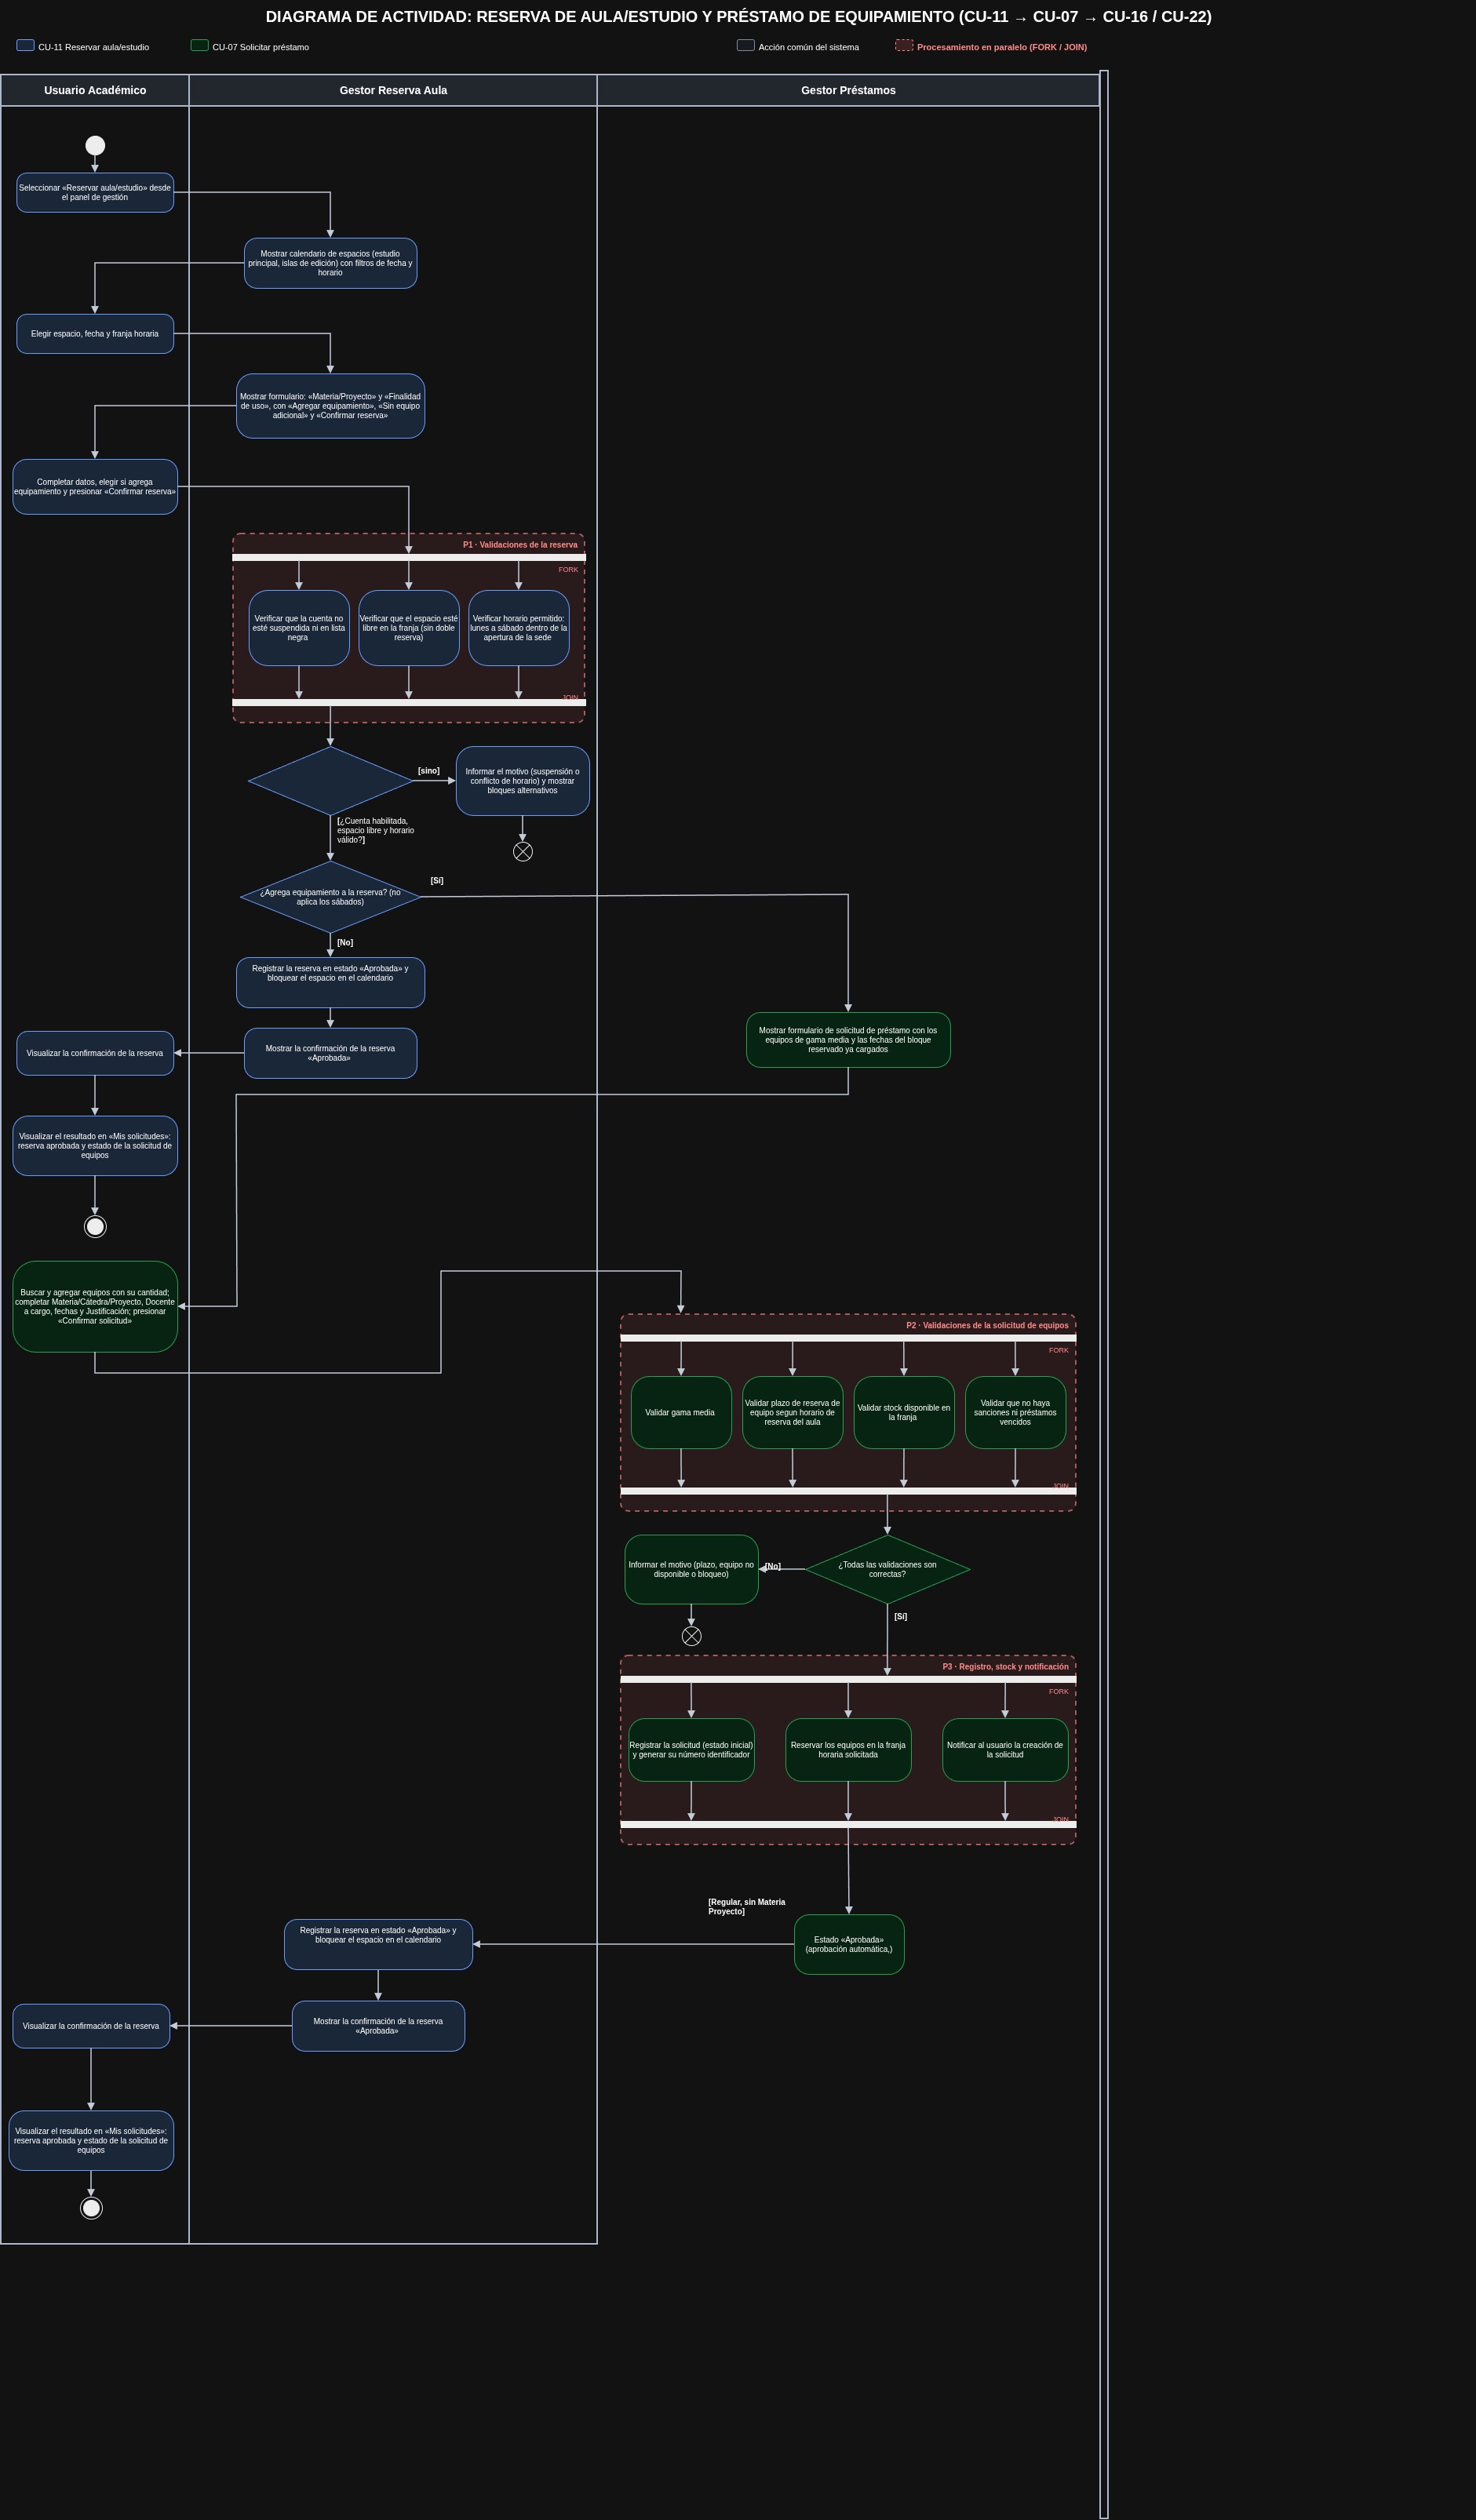 DIAGRAMA DE ACTIVIDAD: RESERVA DE AULA/ESTUDIO Y PRÉSTAMO DE EQUIPAMIENTO (CU-11 → CU-07 → CU-16 / CU-22)
CU-11 Reservar aula/estudio
CU-07 Solicitar préstamo
Acción común del sistema
Procesamiento en paralelo (FORK / JOIN)
Usuario Académico
Gestor Reserva Aula
Gestor Préstamos
Seleccionar «Reservar aula/estudio» desde
el panel de gestión
Mostrar calendario de espacios (estudio
principal, islas de edición) con filtros de fecha y
horario
Elegir espacio, fecha y franja horaria
Mostrar formulario: «Materia/Proyecto» y «Finalidad
de uso», con «Agregar equipamiento», «Sin equipo
adicional» y «Confirmar reserva»
Completar datos, elegir si agrega
equipamiento y presionar «Confirmar reserva»
P1 · Validaciones de la reserva
FORK
Verificar que la cuenta no
esté suspendida ni en lista
negra
Verificar que el espacio esté
libre en la franja (sin doble
reserva)
Verificar horario permitido:
lunes a sábado dentro de la
apertura de la sede
JOIN
[sino]
Informar el motivo (suspensión o
conflicto de horario) y mostrar
bloques alternativos
[¿Cuenta habilitada,
espacio libre y horario
válido?]
¿Agrega equipamiento a la reserva? (no
aplica los sábados)
[Sí]
[No]
Registrar la reserva en estado «Aprobada» y
bloquear el espacio en el calendario
Mostrar formulario de solicitud de préstamo con los
equipos de gama media y las fechas del bloque
reservado ya cargados
Visualizar la confirmación de la reserva
Mostrar la confirmación de la reserva
«Aprobada»
Visualizar el resultado en «Mis solicitudes»:
reserva aprobada y estado de la solicitud de
equipos
Buscar y agregar equipos con su cantidad;
completar Materia/Cátedra/Proyecto, Docente
a cargo, fechas y Justificación; presionar
«Confirmar solicitud»
P2 · Validaciones de la solicitud de equipos
FORK
Validar gama media
Validar plazo de reserva de
equipo segun horario de
reserva del aula
Validar stock disponible en
la franja
Validar que no haya
sanciones ni préstamos
vencidos
JOIN
Informar el motivo (plazo, equipo no
disponible o bloqueo)
[No]
¿Todas las validaciones son
correctas?
[Sí]
P3 · Registro, stock y notificación
FORK
Registrar la solicitud (estado inicial)
y generar su número identificador
Reservar los equipos en la franja
horaria solicitada
Notificar al usuario la creación de
la solicitud
JOIN
[Regular, sin Materia
Proyecto]
Registrar la reserva en estado «Aprobada» y
bloquear el espacio en el calendario
Estado «Aprobada»
(aprobación automática,)
Visualizar la confirmación de la reserva
Mostrar la confirmación de la reserva
«Aprobada»
Visualizar el resultado en «Mis solicitudes»:
reserva aprobada y estado de la solicitud de
equipos